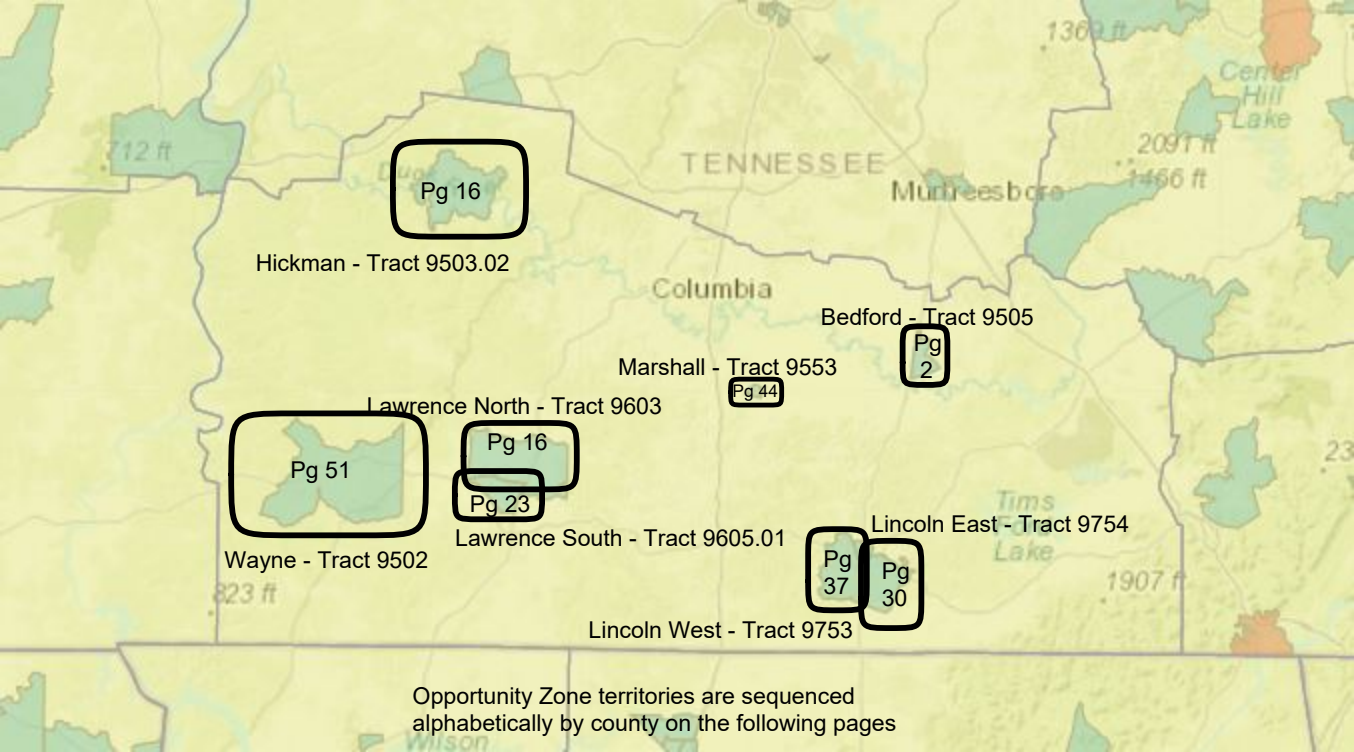 1369 ft
Center
Hill
Lake
712 ft
2091 ft
1466 ft
TENNESSEE
Murfreesboro
Pg 16
Hickman - Tract 9503.02
Columbia
Bedford - Tract 9505
Pg
2
Marshall - Tract 9553
Pg 44
Lawrence North - Tract 9603
Pg 16
Pg 51
Pg 23
Lawrence South - Tract 9605.01
Wayne - Tract 9502
Tims
Ford
Lake
Lincoln East - Tract 9754
Pg
37
Pg
30
1907 ft
823 ft
Lincoln West - Tract 9753
Opportunity Zone territories are sequenced
alphabetically by county on the following pages
Wilson